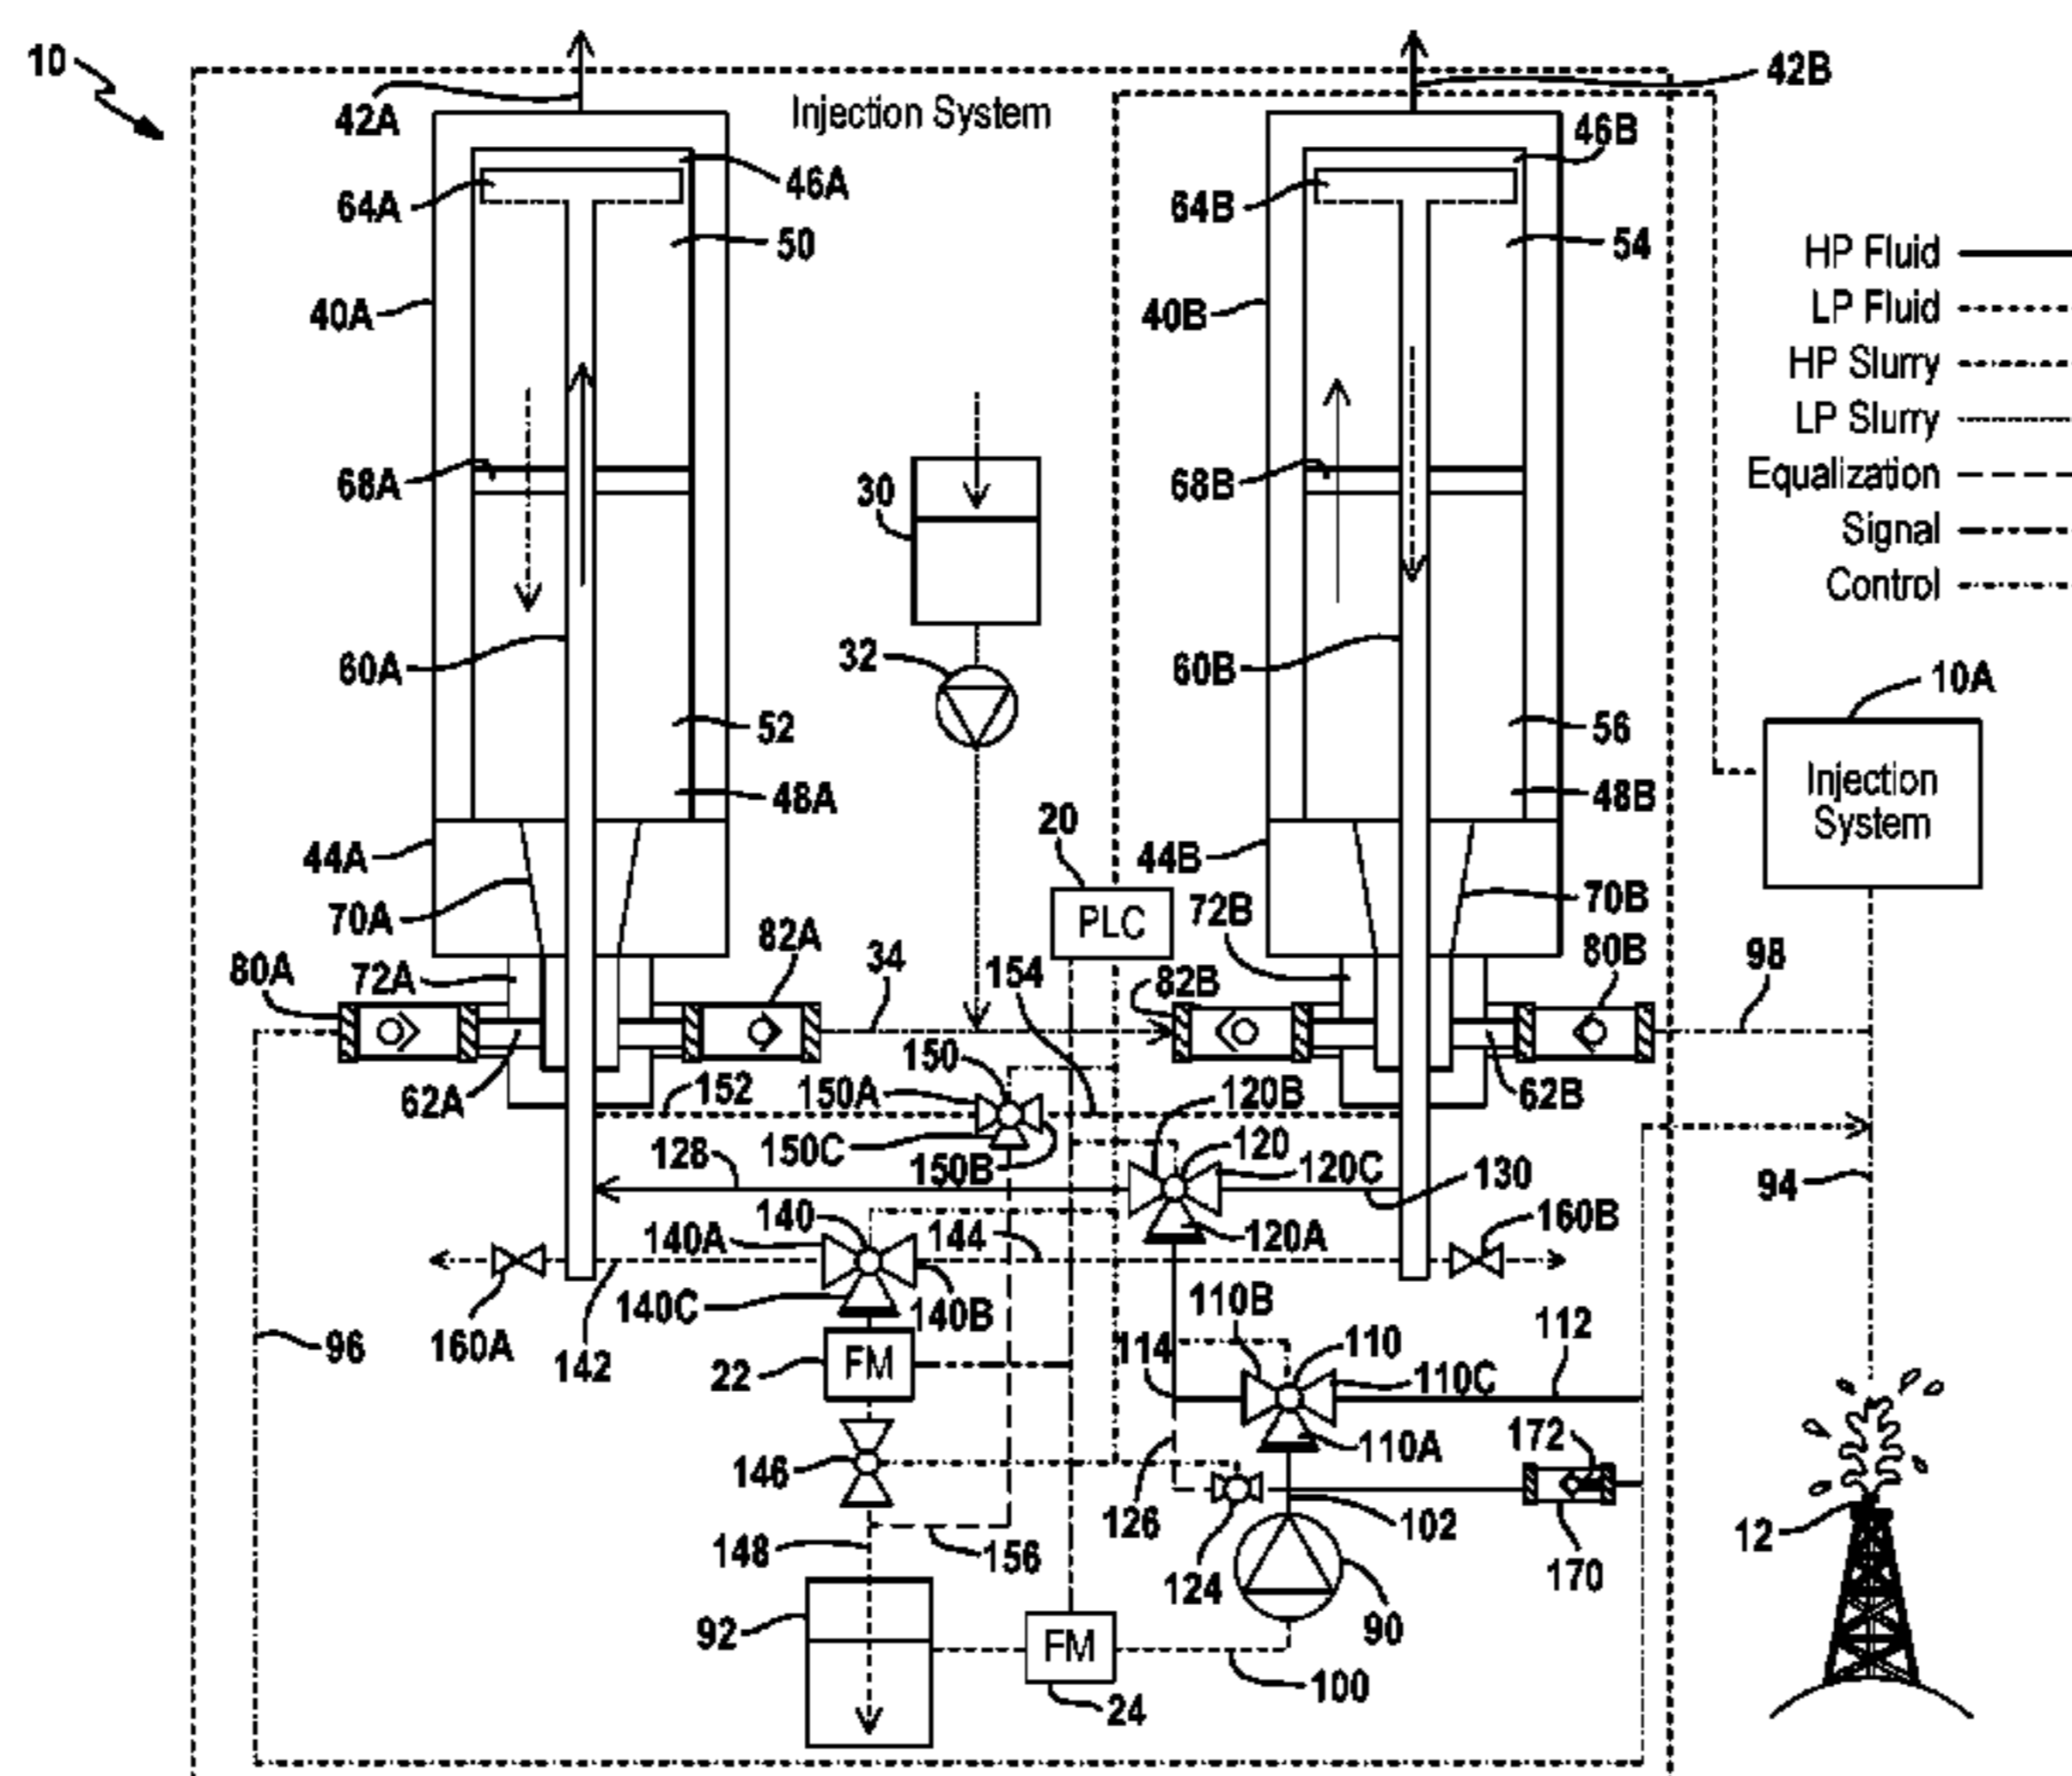 10
42A
Injection System
42B
46B
46A
64A
64B
50
54
HP Fluid
LP Fluid
40A
40B
HP Slurry
LP Slurry
68A
30
68B
Equalization
Signal
Control
60A
32
60B
10A
52
56
48A
48B
Injection
System
20
44A
44B
70A
PLC
72B
70B
82A
80B
80A
72A
34
154
82B
98
150
62A
152
150A
120B
62B
150C
150B
128
120
120C
130
94
140
140A
144
160B
120A
140C
140B
110B
160A
142
96
22
FM
114
110
110C
112
110A
172
146
126
102
12
148
156
124
170
92
FM
90
24
100